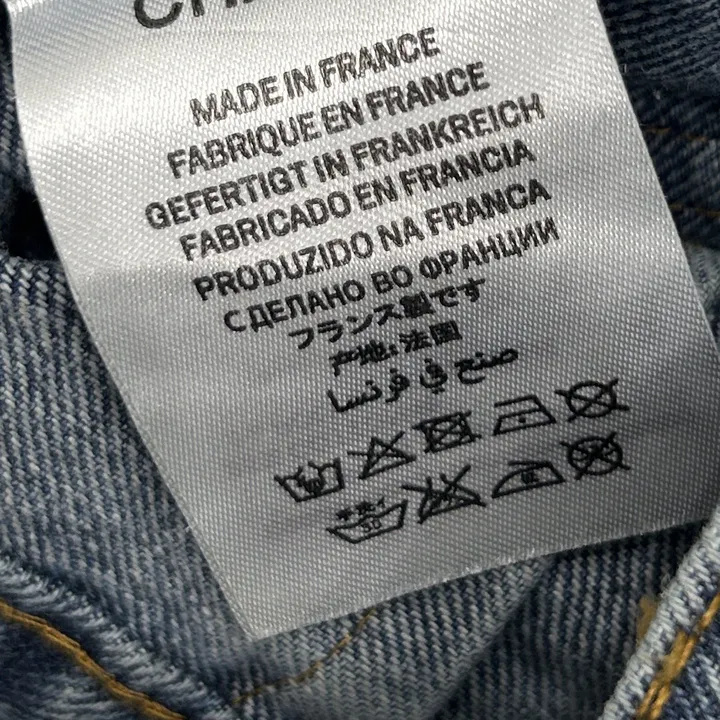 MADE IN FRANCE
FABRIQUE EN FRANCE
GEFERTIGT IN FRANKREICH
FABRICADO EN FRANCIA
PRODUZIDO NA FRANCA
СДЕЛАНО ВО ФРАНЦИИ
フランス製です
产地: 法国
صنع في فرنسا